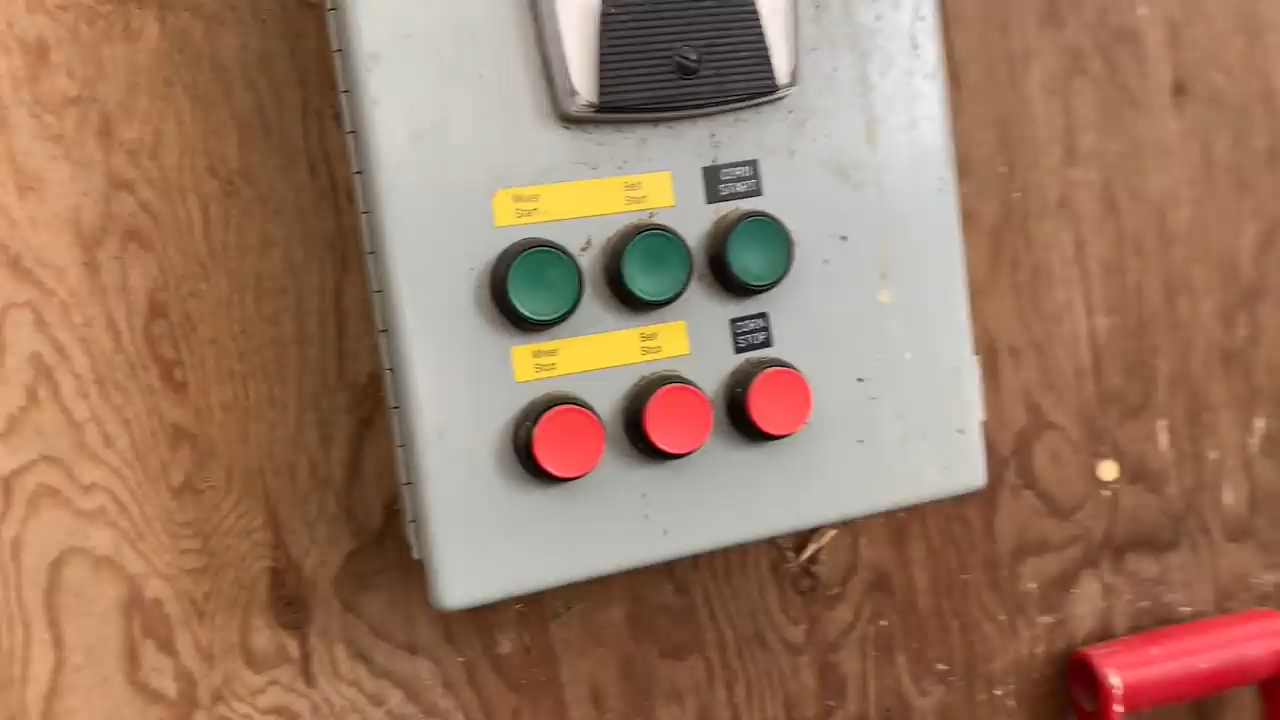 Mixer Belt
Start Start
CORN
START
Mixer Belt
Stop Stop
CORN
STOP